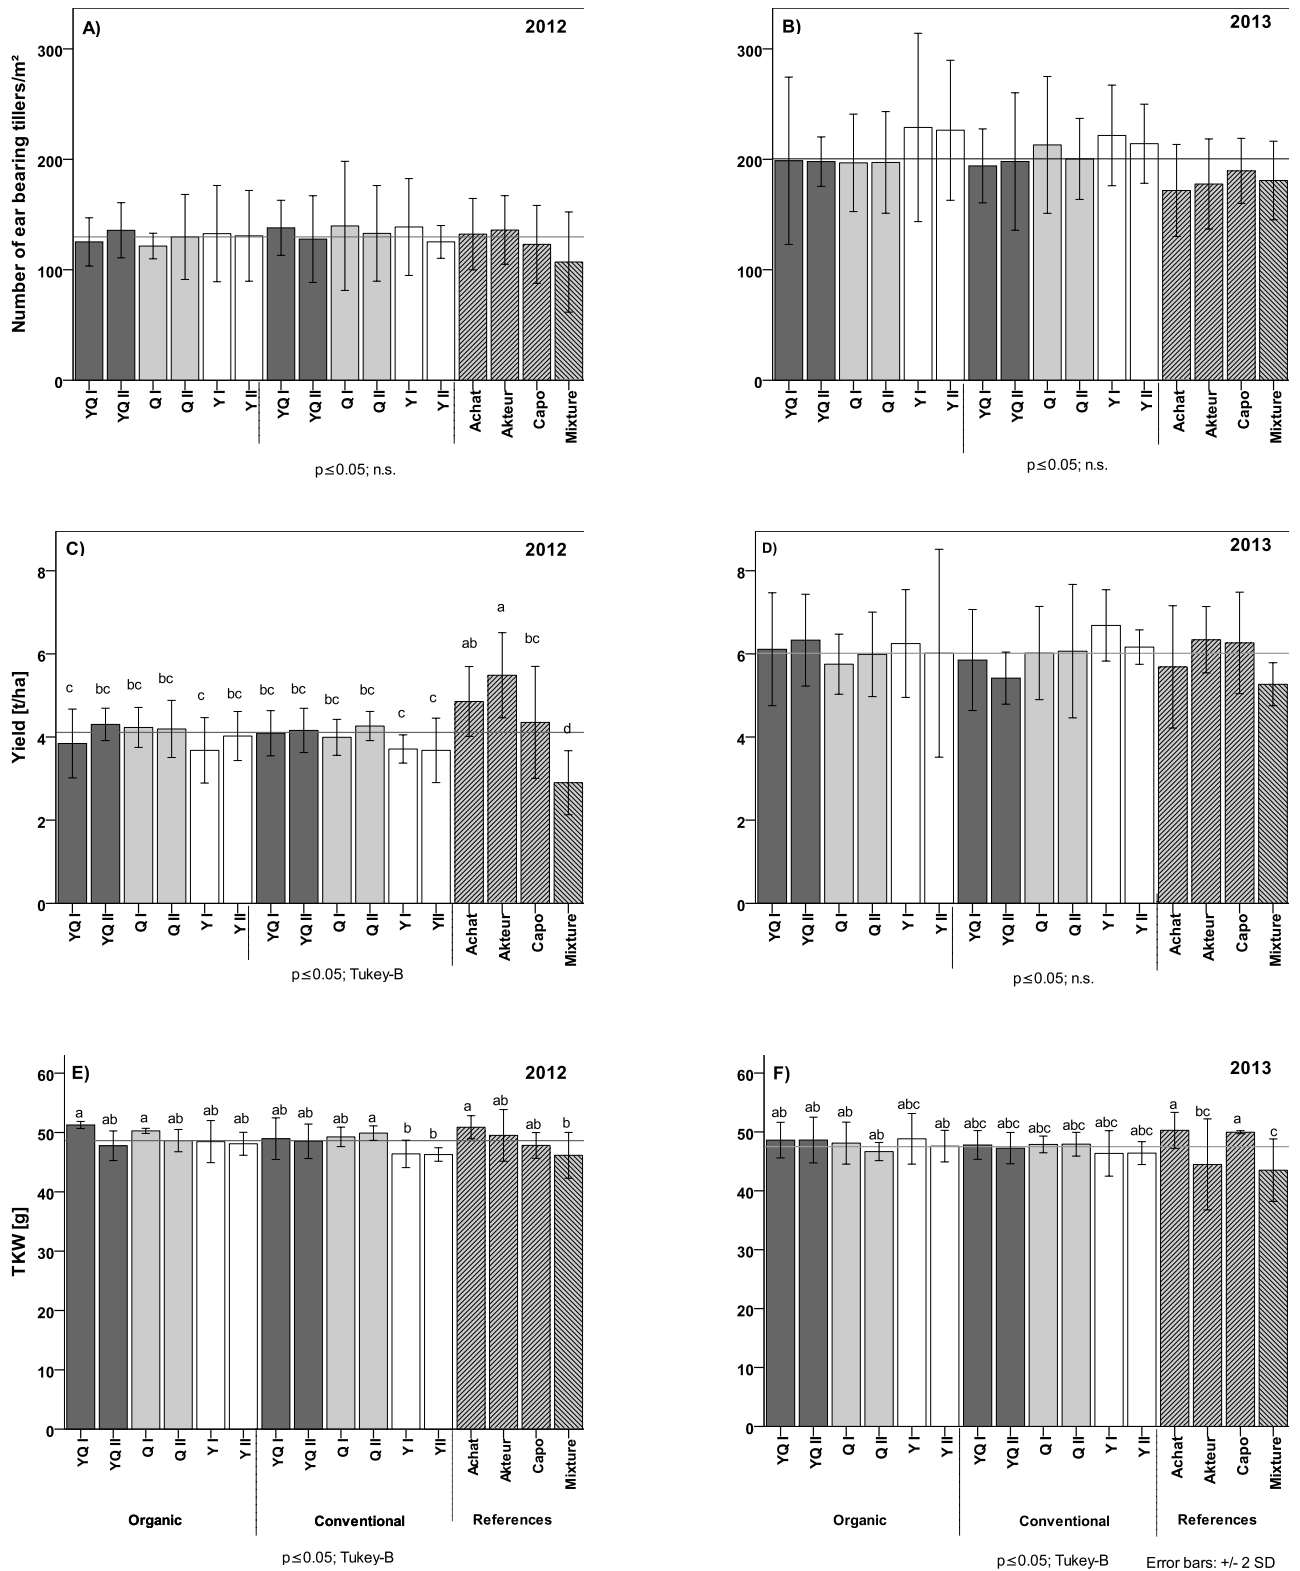 A)
2012
Number of ear bearing tillers/m²
300
200
100
0
YQ I
YQ II
Q I
Q II
Y I
Y II
YQ I
YQ II
Q I
Q II
Y I
Y II
Achat
Akteur
Capo
Mixture
p≤0.05; n.s.
B)
2013
300
200
100
0
YQ I
YQ II
Q I
Q II
Y I
Y II
YQ I
YQ II
Q I
Q II
Y I
Y II
Achat
Akteur
Capo
Mixture
p≤0.05; n.s.
C)
2012
Yield [t/ha]
8
6
4
2
0
c
bc
bc
bc
c
bc
bc
bc
bc
bc
c
c
ab
a
bc
d
YQ I
YQ II
Q I
Q II
Y I
Y II
YQ I
YQ II
Q I
Q II
Y I
Y II
Achat
Akteur
Capo
Mixture
p≤0.05; Tukey-B
D)
2013
8
6
4
2
0
YQ I
YQ II
Q I
Q II
Y I
Y II
YQ I
YQ II
Q I
Q II
Y I
Y II
Achat
Akteur
Capo
Mixture
p≤0.05; n.s.
E)
2012
TKW [g]
60
50
40
30
20
10
0
a
ab
a
ab
ab
ab
ab
ab
ab
a
b
b
a
ab
ab
b
YQ I
YQ II
Q I
Q II
Y I
Y II
YQ I
YQ II
Q I
Q II
Y I
YII
Achat
Akteur
Capo
Mixture
Organic
Conventional
References
p≤0.05; Tukey-B
F)
2013
60
50
40
30
20
10
0
ab
ab
ab
ab
abc
ab
abc
abc
abc
abc
abc
abc
a
bc
a
c
YQ I
YQ II
Q I
Q II
Y I
Y II
YQ I
YQ II
Q I
Q II
Y I
Y II
Achat
Akteur
Capo
Mixture
Organic
Conventional
References
p≤0.05; Tukey-B
Error bars: +/- 2 SD